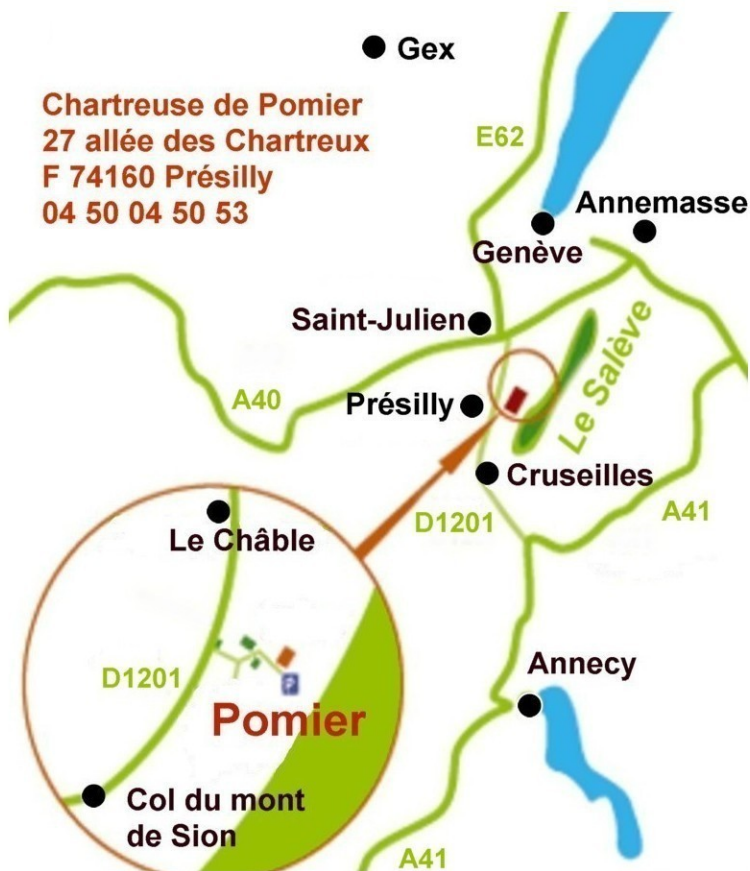 Gex
Chartreuse de Pomier
27 allée des Chartreux
F 74160 Présilly
04 50 04 50 53
E62
Annemasse
Genève
Saint-Julien
Le Salève
A40
Présilly
Cruseilles
D1201
A41
Le Châble
D1201
P
Pomier
Annecy
Col du mont
de Sion
A41